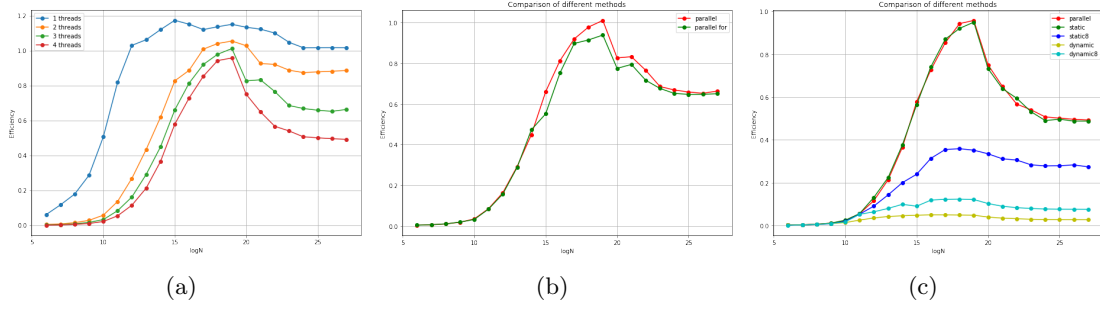 Comparison of different methods
Comparison of different methods
1 threads
2 threads
3 threads
4 threads
1.2
1.0
0.8
0.6
0.4
0.2
0.0
Efficiency
5
10
15
20
25
logN
parallel
parallel for
1.0
0.8
0.6
0.4
0.2
0.0
Efficiency
5
10
15
20
25
logN
parallel
static
static8
dynamic
dynamic8
1.0
0.8
0.6
0.4
0.2
0.0
Efficiency
5
10
15
20
25
logN
(a)
(b)
(c)